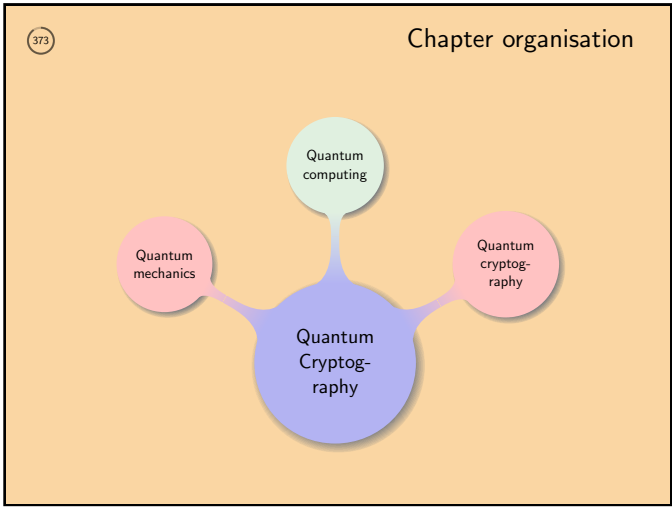 373
Chapter organisation
Quantum
computing
Quantum
mechanics
Quantum
cryptog-
raphy
Quantum
Cryptog-
raphy